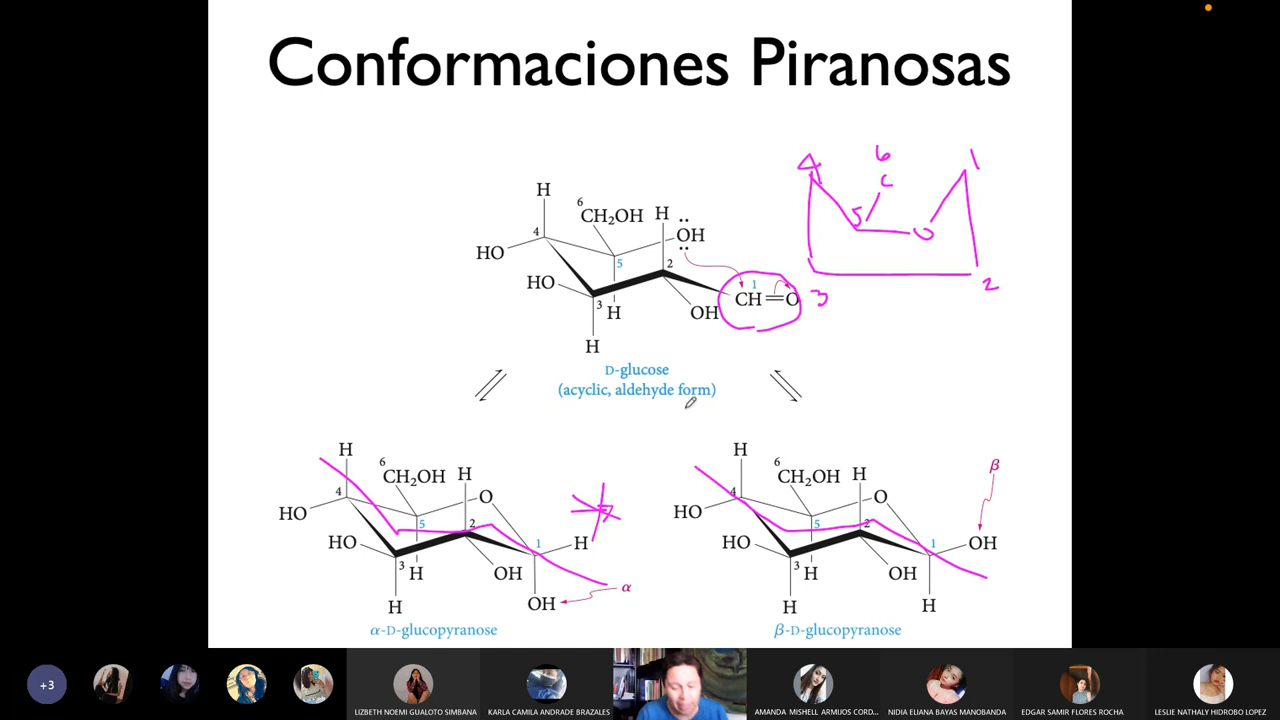 Conformaciones Piranosas
4 6 1
C
5 O
3 2
H
6
CH₂OH H
OH
4
HO
5 2
HO
1
CH=O
3 H OH
H
D-glucose
(acyclic, aldehyde form)
H
6
CH₂OH H
4 O
HO
5 2
HO 1 H
3 H OH
α
H OH
α-D-glucopyranose
H
6
CH₂OH H
β
4 O
HO
5 2
HO 1 OH
3 H OH
H H
β-D-glucopyranose
+3
LIZBETH NOEMI GUALOTO SIMBANA
KARLA CAMILA ANDRADE BRAZALES
AMANDA MISHELL ARMIJOS CORD...
NIDIA ELIANA BAYAS MANOBANDA
EDGAR SAMIR FLORES ROCHA
LESLIE NATHALY HIDROBO LOPEZ